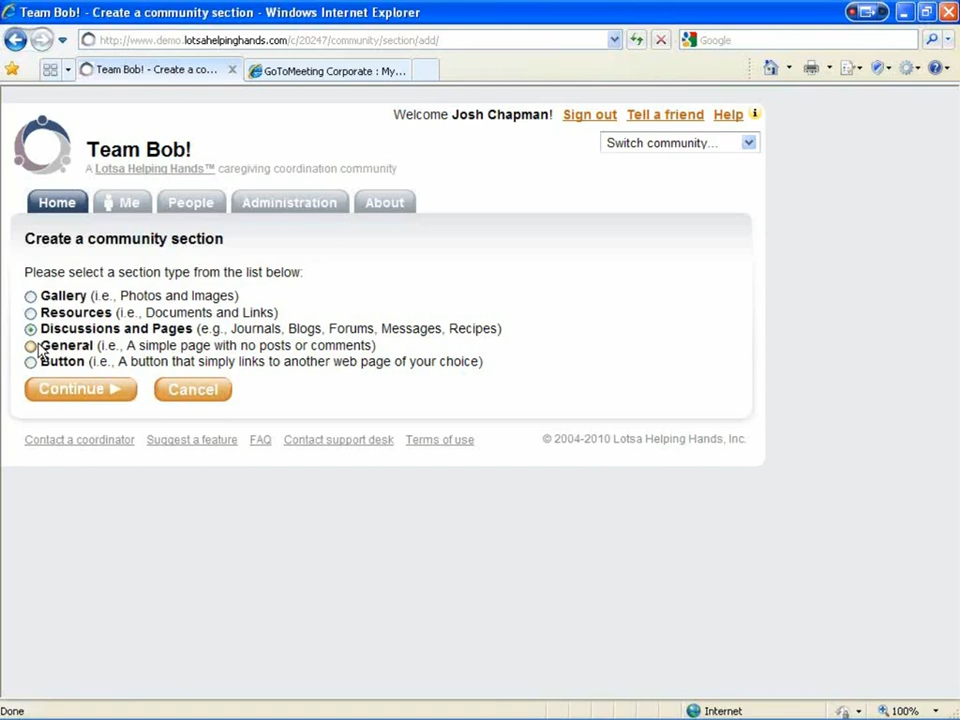 Team Bob! - Create a community section - Windows Internet Explorer
http://www.demo.lotsahelpinghands.com/c/20247/community/section/add/
Google
Team Bob! - Create a co...
GoToMeeting Corporate : My...
Welcome Josh Chapman! Sign out Tell a friend Help
Team Bob!
Switch community...
A Lotsa Helping Hands™ caregiving coordination community
Home Me People Administration About
Create a community section
Please select a section type from the list below:
Gallery (i.e., Photos and Images)
Resources (i.e., Documents and Links)
Discussions and Pages (e.g., Journals, Blogs, Forums, Messages, Recipes)
General (i.e., A simple page with no posts or comments)
Button (i.e., A button that simply links to another web page of your choice)
Continue Cancel
Contact a coordinator Suggest a feature FAQ Contact support desk Terms of use © 2004-2010 Lotsa Helping Hands, Inc.
Done Internet 100%